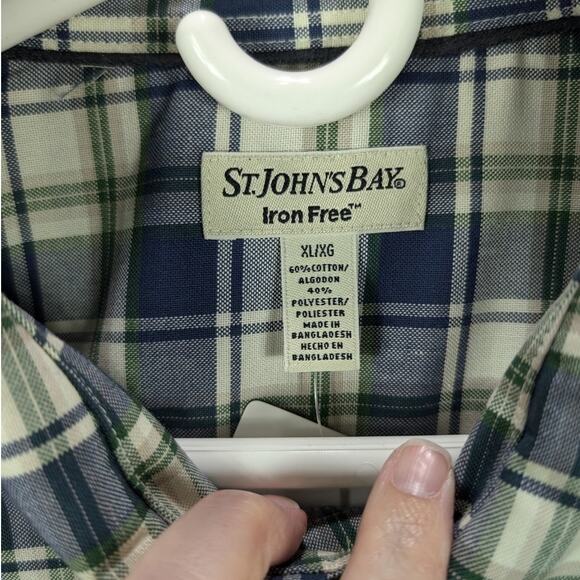 ST. JOHN'S BAY®
Iron Free™
XL/XG
60% COTTON/
ALGODON
40%
POLYESTER/
POLIESTER
MADE IN
BANGLADESH
HECHO EN
BANGLADESH